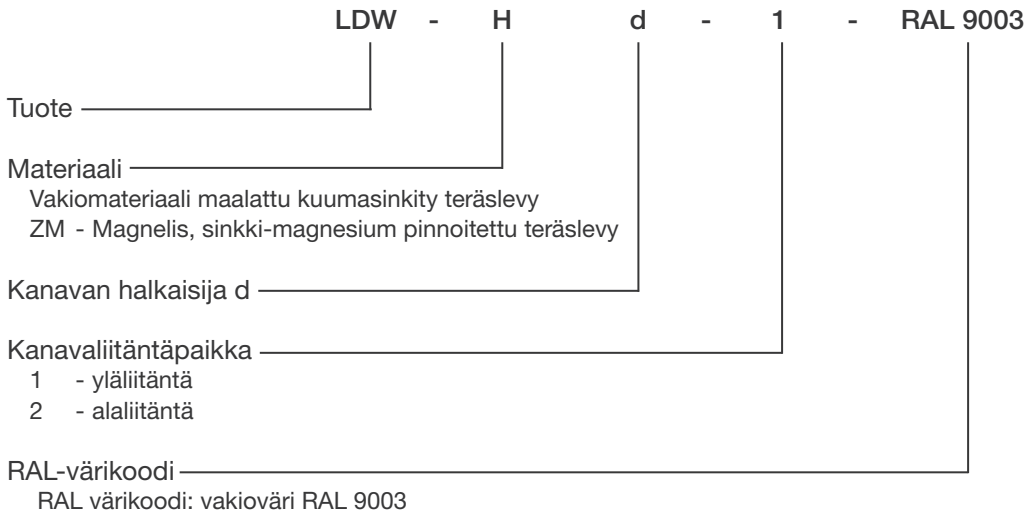 LDW - H d - 1 - RAL 9003
Tuote
Materiaali
Vakiomateriaali maalattu kuumasinkity teräslevy
ZM - Magnelis, sinkki-magnesium pinnoitettu teräslevy
Kanavan halkaisija d
Kanavaliitäntäpaikka
1 - yläliitäntä
2 - alaliitäntä
RAL-värikoodi
RAL värikoodi: vakioväri RAL 9003